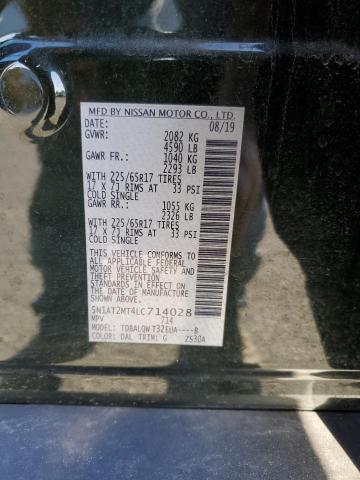 MFD BY NISSAN MOTOR CO., LTD.
DATE: 08/19
GVWR: 2082 KG
4590 LB
GAWR FR.: 1040 KG
2293 LB
WITH 225/65R17 TIRES
17 X 7J RIMS AT 33 PSI
COLD SINGLE
GAWR RR.: 1055 KG
2326 LB
WITH 225/65R17 TIRES
17 X 7J RIMS AT 33 PSI
COLD SINGLE
THIS VEHICLE CONFORMS TO
ALL APPLICABLE FEDERAL
MOTOR VEHICLE SAFETY AND
BUMPER STANDARDS IN EFFECT
ON THE DATE OF
MANUFACTURE SHOWN ABOVE.
5N1AT2MT4LC714028
MPV 714
MODEL: TDBALQW T32EUA----B
COLOR: DAL TRIM: G ZS30A